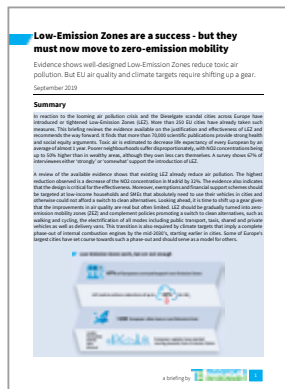 Low-Emission Zones are a success - but they
must now move to zero-emission mobility
Evidence shows well-designed Low-Emission Zones reduce toxic air
pollution. But EU air quality and climate targets require shifting up a gear.
September 2019
Summary
In reaction to the looming air pollution crisis and the Dieselgate scandal cities across Europe have
introduced or tightened Low-Emission Zones (LEZ). More than 250 EU cities have already taken such
measures. This briefing reviews the evidence available on the justification and effectiveness of LEZ and
recommends the way forward. It finds that more than 70,000 scientific publications provide strong health
and social equity arguments. Toxic air is estimated to decrease life expectancy of every European by an
average of almost 1 year. Poorer neighbourhoods suffer disproportionately, with NO2 concentrations being
up to 50% higher than in wealthy areas, although they own less cars themselves. A survey shows 67% of
interviewees either 'strongly' or 'somewhat' support the introduction of LEZ.
A review of the available evidence shows that existing LEZ already reduce air pollution. The highest
reduction observed is a decrease of the NO2 concentration in Madrid by 32%. The evidence also indicates
that the design is critical for the effectiveness. Moreover, exemptions and financial support schemes should
be targeted at low-income households and SMEs that absolutely need to use their vehicles in cities and
otherwise could not afford a switch to clean alternatives. Looking ahead, it is time to shift up a gear given
that the improvements in air quality are real but often limited. LEZ should be gradually turned into zero-
emission mobility zones (ZEZ) and complement policies promoting a switch to clean alternatives, such as
walking and cycling, the electrification of all modes including public transport, taxis, shared and private
vehicles as well as delivery vans. This transition is also required by climate targets that imply a complete
phase-out of internal combustion engines by the mid-2030's, starting earlier in cities. Some of Europe's
largest cities have set course towards such a phase-out and should serve as a model for others.
a briefing by
1